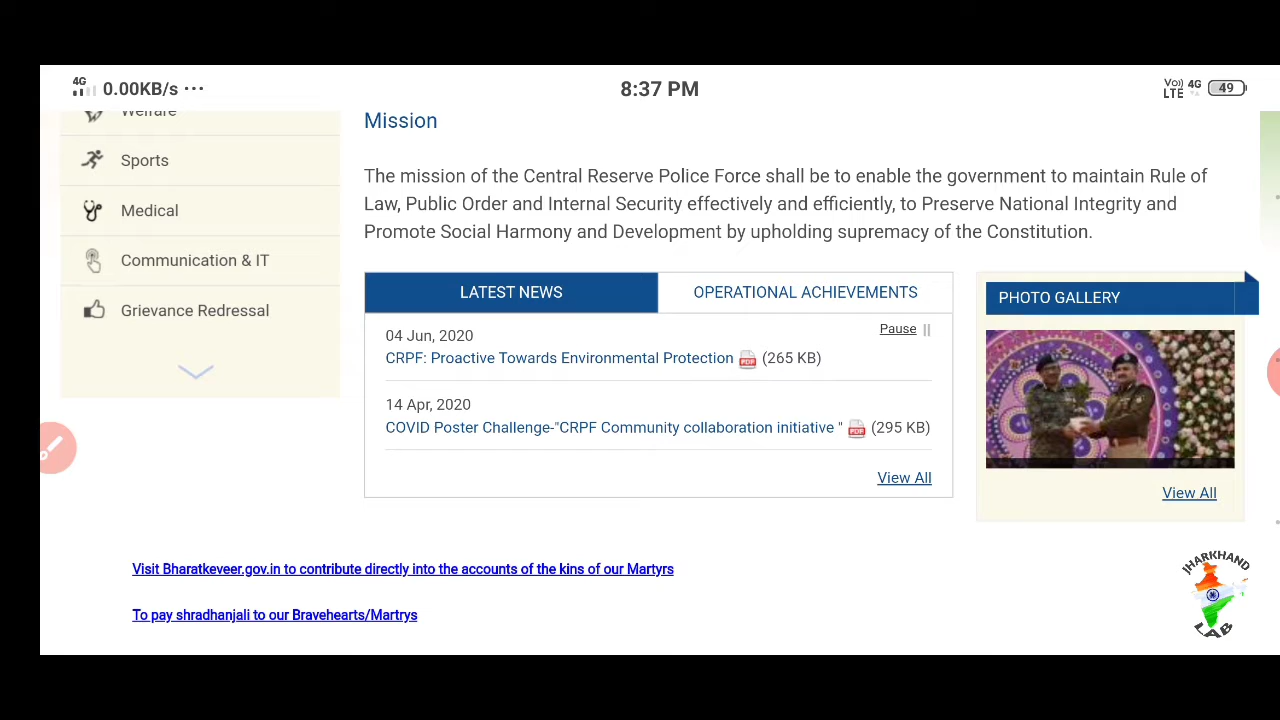 4G 0.00KB/s ... 8:37 PM Vo) LTE 4G 49
Welfare
Sports
Medical
Communication & IT
Grievance Redressal
Mission
The mission of the Central Reserve Police Force shall be to enable the government to maintain Rule of
Law, Public Order and Internal Security effectively and efficiently, to Preserve National Integrity and
Promote Social Harmony and Development by upholding supremacy of the Constitution.
LATEST NEWS OPERATIONAL ACHIEVEMENTS
Pause
04 Jun, 2020
CRPF: Proactive Towards Environmental Protection PDF (265 KB)
14 Apr, 2020
COVID Poster Challenge-"CRPF Community collaboration initiative " PDF (295 KB)
View All
PHOTO GALLERY
View All
Visit Bharatkeveer.gov.in to contribute directly into the accounts of the kins of our Martyrs
To pay shradhanjali to our Bravehearts/Martrys
JHARKHAND
LAB